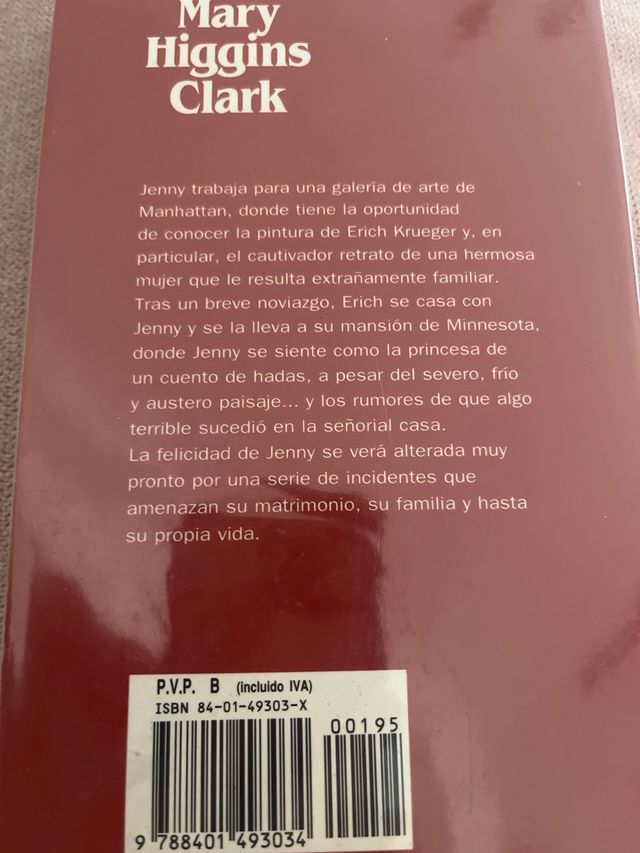 Mary
Higgins
Clark
Jenny trabaja para una galería de arte de
Manhattan, donde tiene la oportunidad
de conocer la pintura de Erich Krueger y, en
particular, el cautivador retrato de una hermosa
mujer que le resulta extrañamente familiar.
Tras un breve noviazgo, Erich se casa con
Jenny y se la lleva a su mansión de Minnesota,
donde Jenny se siente como la princesa de
un cuento de hadas, a pesar del severo, frío
y austero paisaje... y los rumores de que algo
terrible sucedió en la señorial casa.
La felicidad de Jenny se verá alterada muy
pronto por una serie de incidentes que
amenazan su matrimonio, su familia y hasta
su propia vida.
P.V.P. B (incluido IVA)
ISBN 84-01-49303-X
00195
9 788401 493034